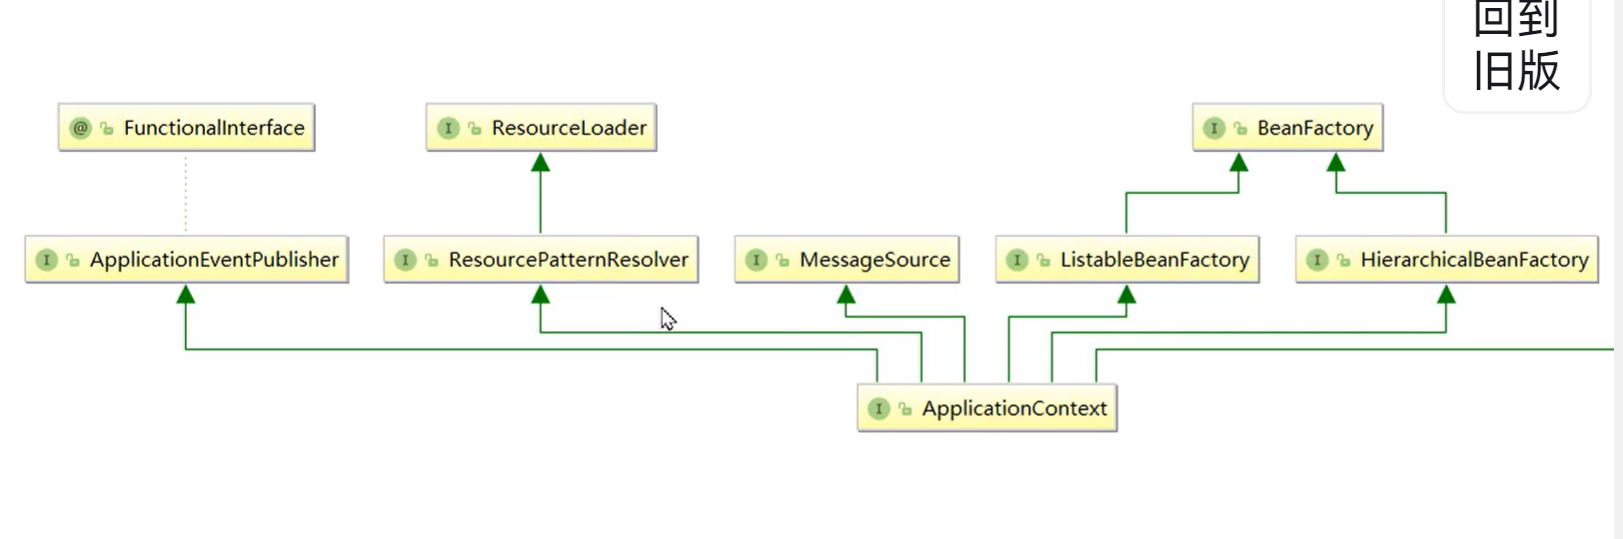 回到
旧版
@ FunctionalInterface
I ResourceLoader
I BeanFactory
I ApplicationEventPublisher
I ResourcePatternResolver
I MessageSource
I ListableBeanFactory
I HierarchicalBeanFactory
I ApplicationContext